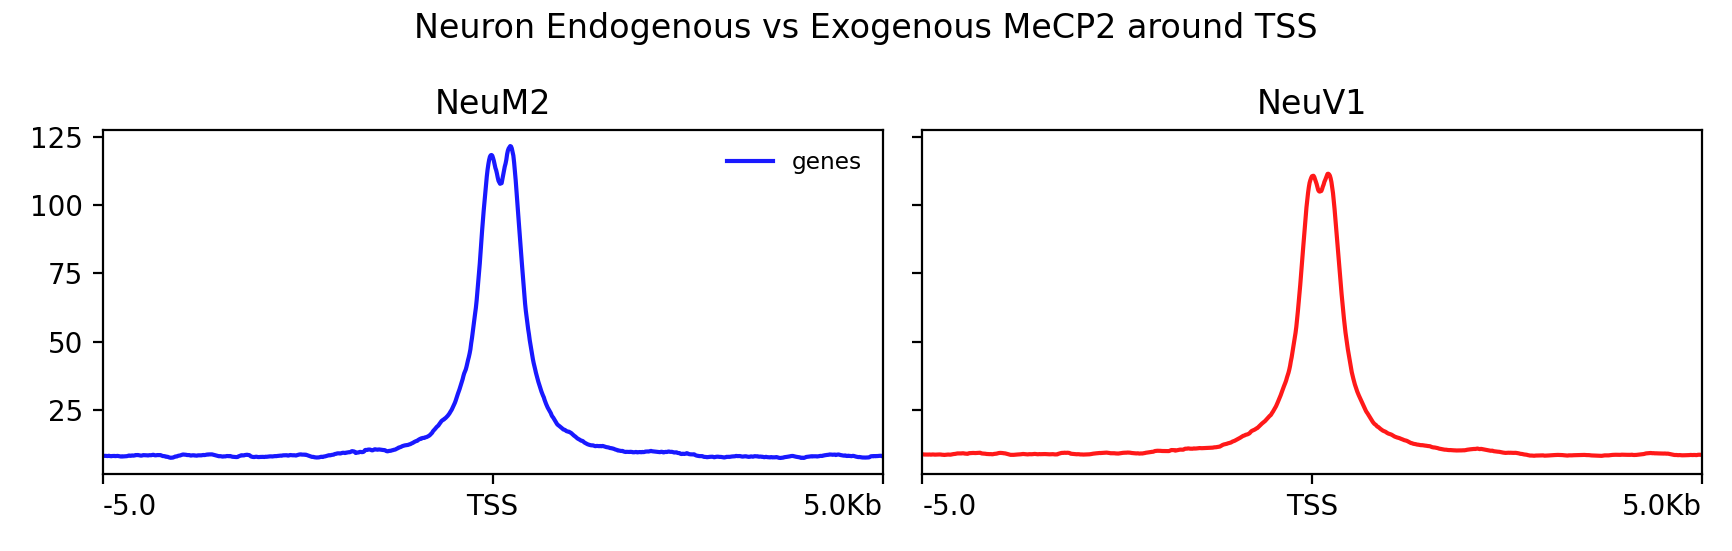 Neuron Endogenous vs Exogenous MeCP2 around TSS
NeuM2
NeuV1
125
100
75
50
25
genes
-5.0
TSS
5.0Kb
-5.0
TSS
5.0Kb